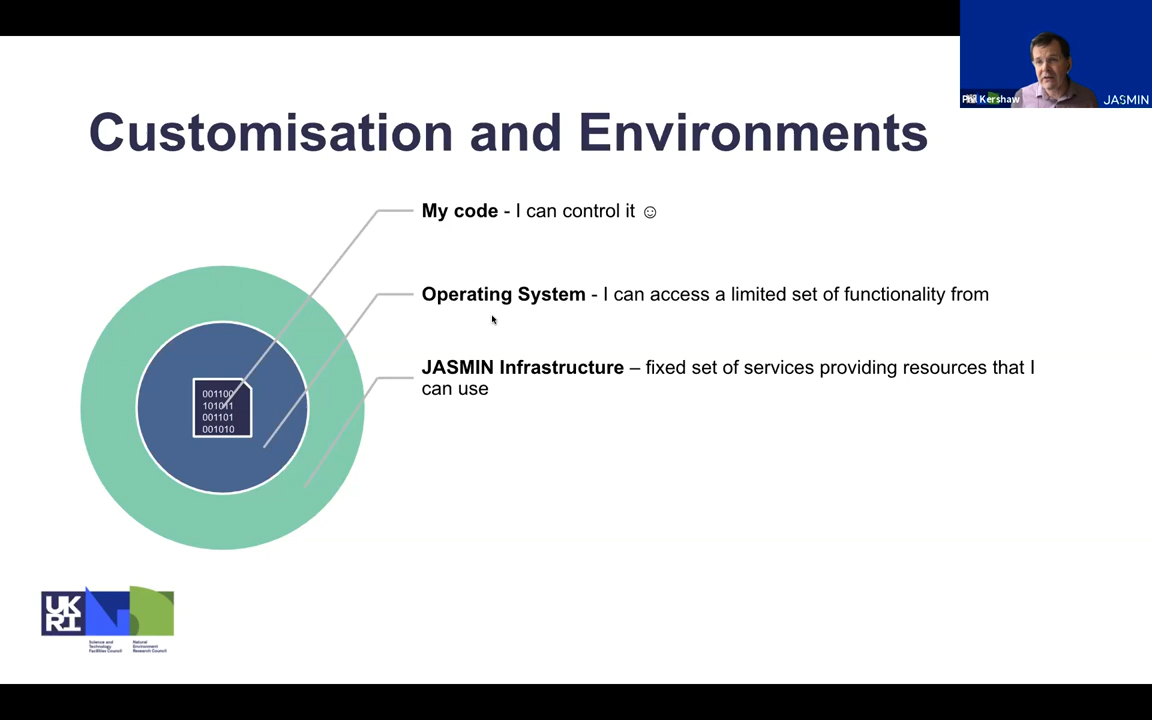 Phil Kershaw
JASMIN
Customisation and Environments
My code - I can control it ☺
Operating System - I can access a limited set of functionality from
JASMIN Infrastructure – fixed set of services providing resources that I
can use
001100
101011
001101
001010
UK
RI
Science and
Technology
Facilities Council
Natural
Environment
Research Council